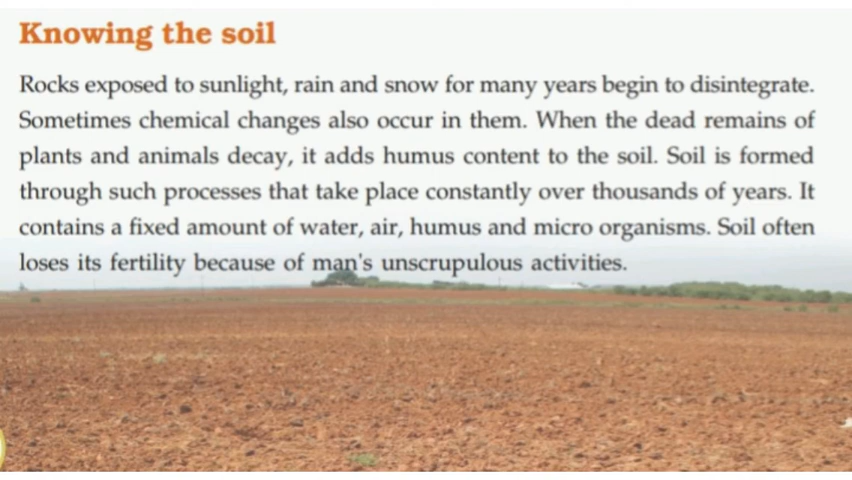 Knowing the soil
Rocks exposed to sunlight, rain and snow for many years begin to disintegrate.
Sometimes chemical changes also occur in them. When the dead remains of
plants and animals decay, it adds humus content to the soil. Soil is formed
through such processes that take place constantly over thousands of years. It
contains a fixed amount of water, air, humus and micro organisms. Soil often
loses its fertility because of man's unscrupulous activities.